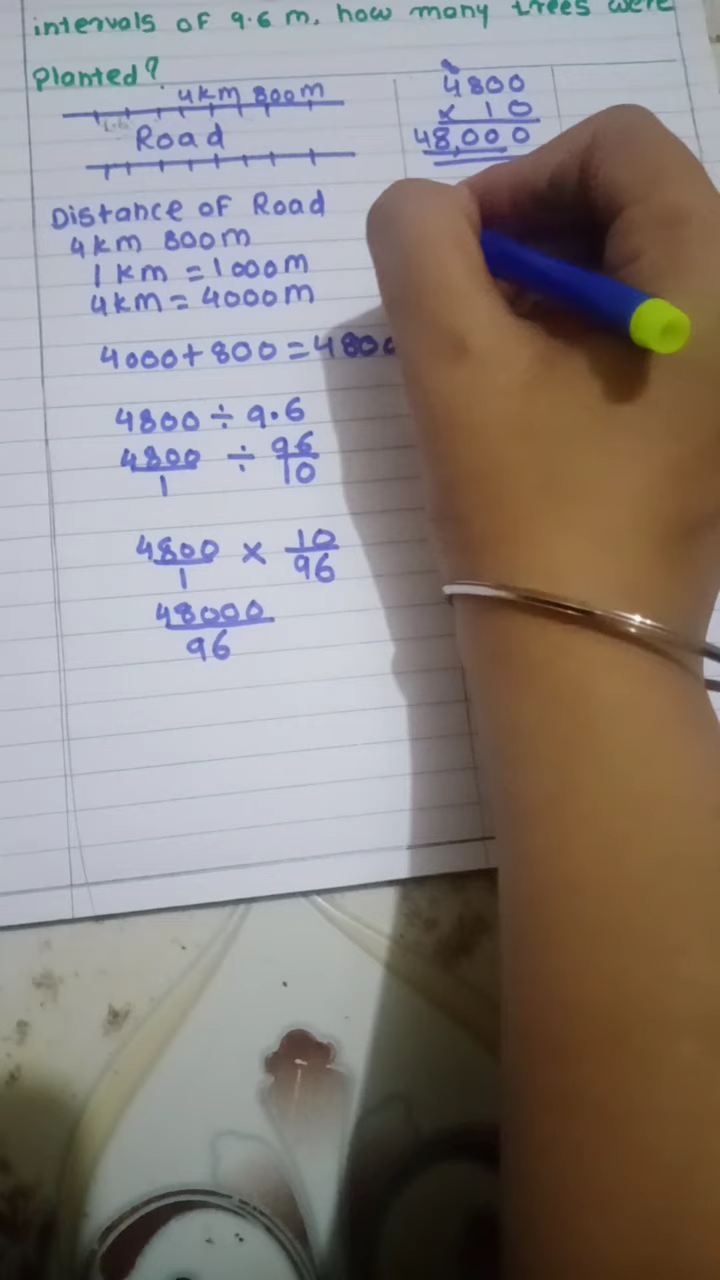 intervals of 9.6 m, how many trees were
planted?
4km 800m
Road
4800
× 10
48,000
Distance of Road
4km 800m
1km = 1000m
4km = 4000m
4000 + 800 = 480
4800 ÷ 9.6
4800/1 ÷ 96/10
4800/1 × 10/96
48000/96